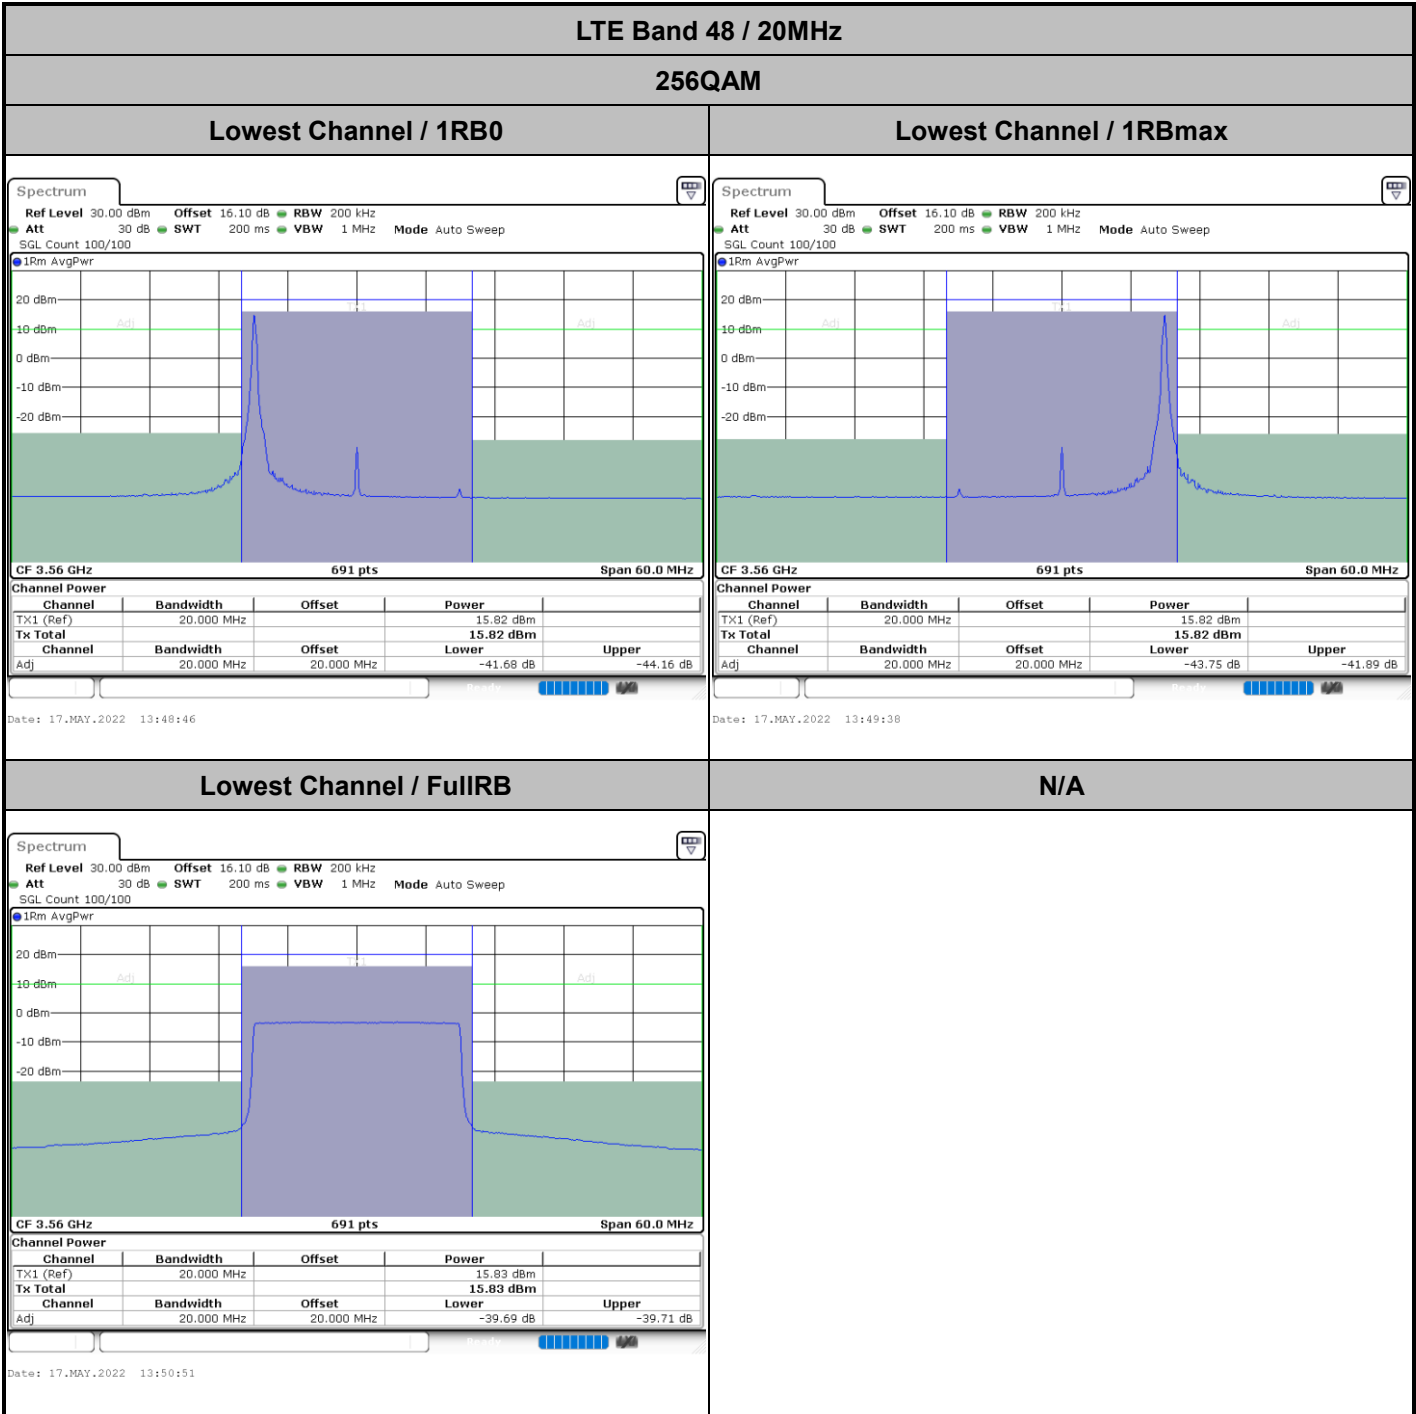 LTE Band 48 / 20MHz
256QAM
Lowest Channel / 1RB0
Lowest Channel / 1RBmax
Spectrum
Ref Level 30.00 dBm Offset 16.10 dB RBW 200 kHz
Att 30 dB SWT 200 ms VBW 1 MHz Mode Auto Sweep
SGL Count 100/100
1Rm AvgPwr
TX1
20 dBm
Adj
Adj
10 dBm
0 dBm
-10 dBm
-20 dBm
CF 3.56 GHz 691 pts Span 60.0 MHz
Channel Power
Channel Bandwidth Offset Power
TX1 (Ref) 20.000 MHz 15.82 dBm
Tx Total 15.82 dBm
Channel Bandwidth Offset Lower Upper
Adj 20.000 MHz 20.000 MHz -41.68 dB -44.16 dB
Ready
Date: 17.MAY.2022 13:48:46
Spectrum
Ref Level 30.00 dBm Offset 16.10 dB RBW 200 kHz
Att 30 dB SWT 200 ms VBW 1 MHz Mode Auto Sweep
SGL Count 100/100
1Rm AvgPwr
TX1
20 dBm
Adj
Adj
10 dBm
0 dBm
-10 dBm
-20 dBm
CF 3.56 GHz 691 pts Span 60.0 MHz
Channel Power
Channel Bandwidth Offset Power
TX1 (Ref) 20.000 MHz 15.82 dBm
Tx Total 15.82 dBm
Channel Bandwidth Offset Lower Upper
Adj 20.000 MHz 20.000 MHz -43.75 dB -41.89 dB
Ready
Date: 17.MAY.2022 13:49:38
Lowest Channel / FullRB
N/A
Spectrum
Ref Level 30.00 dBm Offset 16.10 dB RBW 200 kHz
Att 30 dB SWT 200 ms VBW 1 MHz Mode Auto Sweep
SGL Count 100/100
1Rm AvgPwr
20 dBm
TX1
Adj
Adj
10 dBm
0 dBm
-10 dBm
-20 dBm
CF 3.56 GHz 691 pts Span 60.0 MHz
Channel Power
Channel Bandwidth Offset Power
TX1 (Ref) 20.000 MHz 15.83 dBm
Tx Total 15.83 dBm
Channel Bandwidth Offset Lower Upper
Adj 20.000 MHz 20.000 MHz -39.69 dB -39.71 dB
Ready
Date: 17.MAY.2022 13:50:51